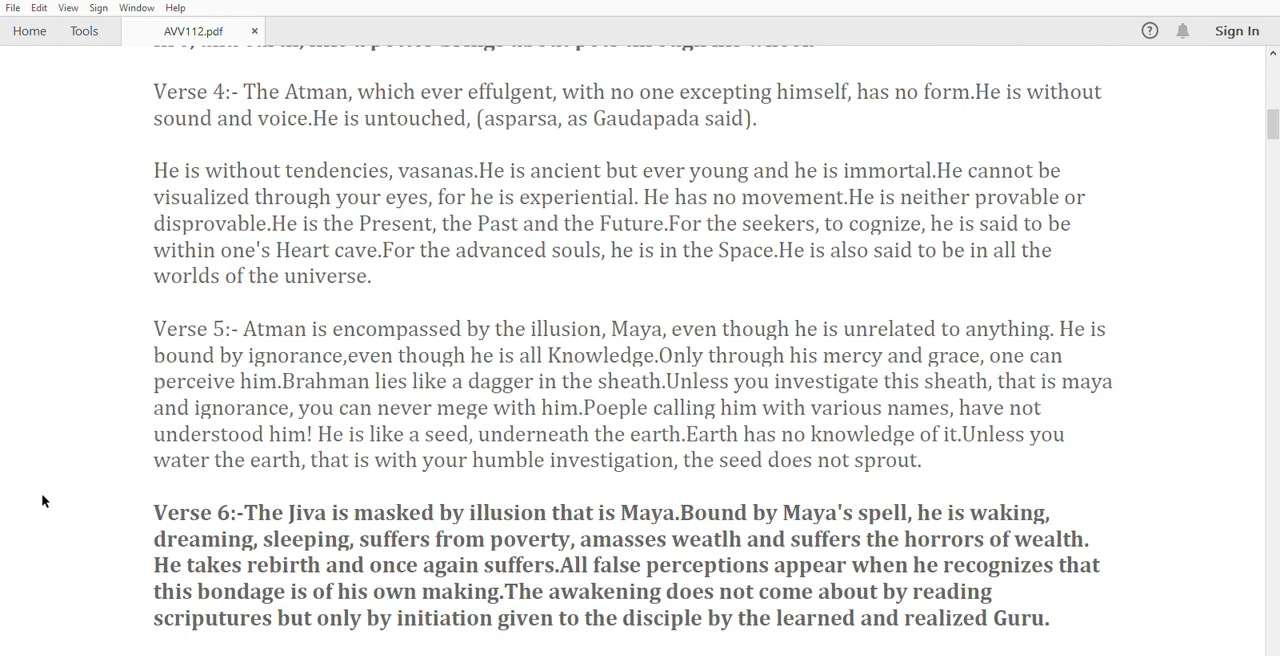 File Edit View Sign Window Help
Home Tools AVV112.pdf × ? Sign In
Verse 4:- The Atman, which ever effulgent, with no one excepting himself, has no form.He is without
sound and voice.He is untouched, (asparsa, as Gaudapada said).
He is without tendencies, vasanas.He is ancient but ever young and he is immortal.He cannot be
visualized through your eyes, for he is experiential. He has no movement.He is neither provable or
disprovable.He is the Present, the Past and the Future.For the seekers, to cognize, he is said to be
within one's Heart cave.For the advanced souls, he is in the Space.He is also said to be in all the
worlds of the universe.
Verse 5:- Atman is encompassed by the illusion, Maya, even though he is unrelated to anything. He is
bound by ignorance,even though he is all Knowledge.Only through his mercy and grace, one can
perceive him.Brahman lies like a dagger in the sheath.Unless you investigate this sheath, that is maya
and ignorance, you can never mege with him.Poeple calling him with various names, have not
understood him! He is like a seed, underneath the earth.Earth has no knowledge of it.Unless you
water the earth, that is with your humble investigation, the seed does not sprout.
Verse 6:-The Jiva is masked by illusion that is Maya.Bound by Maya's spell, he is waking,
dreaming, sleeping, suffers from poverty, amasses weatlh and suffers the horrors of wealth.
He takes rebirth and once again suffers.All false perceptions appear when he recognizes that
this bondage is of his own making.The awakening does not come about by reading
scriputures but only by initiation given to the disciple by the learned and realized Guru.